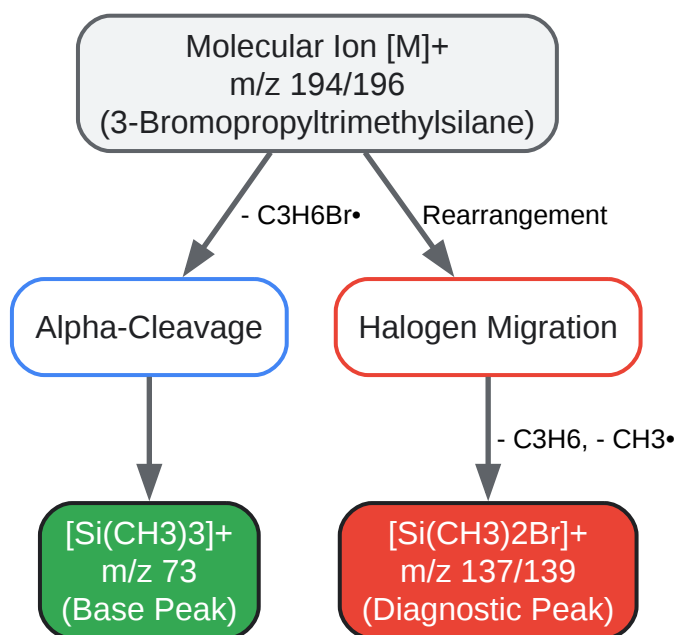 Molecular Ion [M]+
m/z 194/196
(3-Bromopropyltrimethylsilane)
- C3H6Br•
Rearrangement
Alpha-Cleavage
Halogen Migration
- C3H6, - CH3•
[Si(CH3)3]+
m/z 73
(Base Peak)
[Si(CH3)2Br]+
m/z 137/139
(Diagnostic Peak)